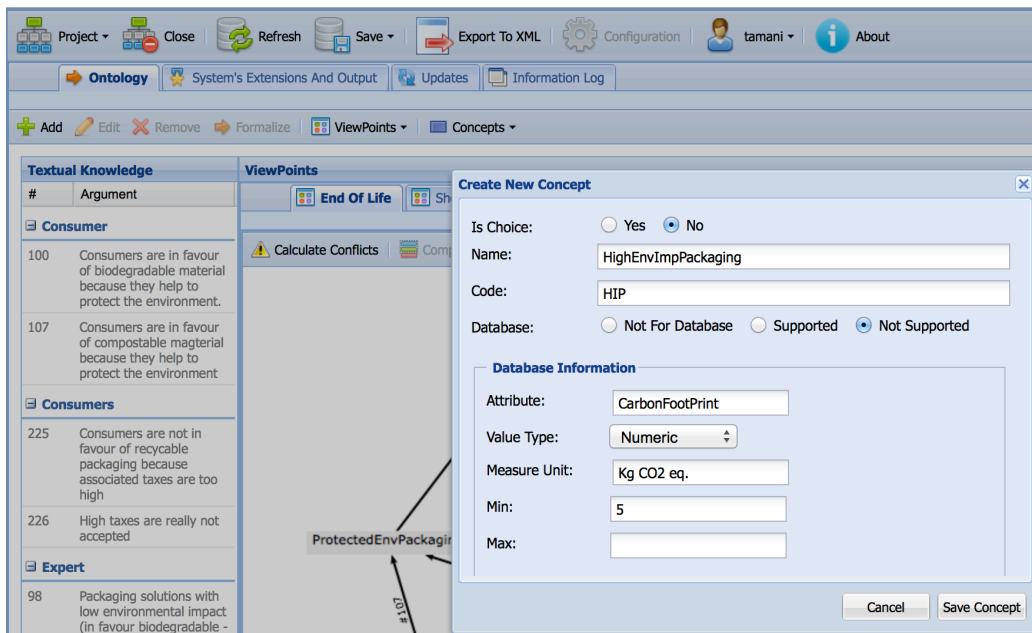 Project Close Refresh Save Export To XML Configuration tamani About
Ontology System's Extensions And Output Updates Information Log
Add Edit Remove Formalize ViewPoints Concepts
Textual Knowledge
# Argument
Consumer
100 Consumers are in favour
of biodegradable material
because they help to
protect the environment.
107 Consumers are in favour
of compostable magterial
because they help to
protect the environment
Consumers
225 Consumers are not in
favour of recycable
packaging because
associated taxes are too
high
226 High taxes are really not
accepted
Expert
98 Packaging solutions with
low environmental impact
(in favour biodegradable -
ViewPoints
End Of Life Sh
Calculate Conflicts Comp
ProtectedEnvPackagin
#107
Create New Concept
Is Choice: Yes No
Name: HighEnvImpPackaging
Code: HIP
Database: Not For Database Supported Not Supported
Database Information
Attribute: CarbonFootPrint
Value Type: Numeric
Measure Unit: Kg CO2 eq.
Min: 5
Max:
Cancel Save Concept